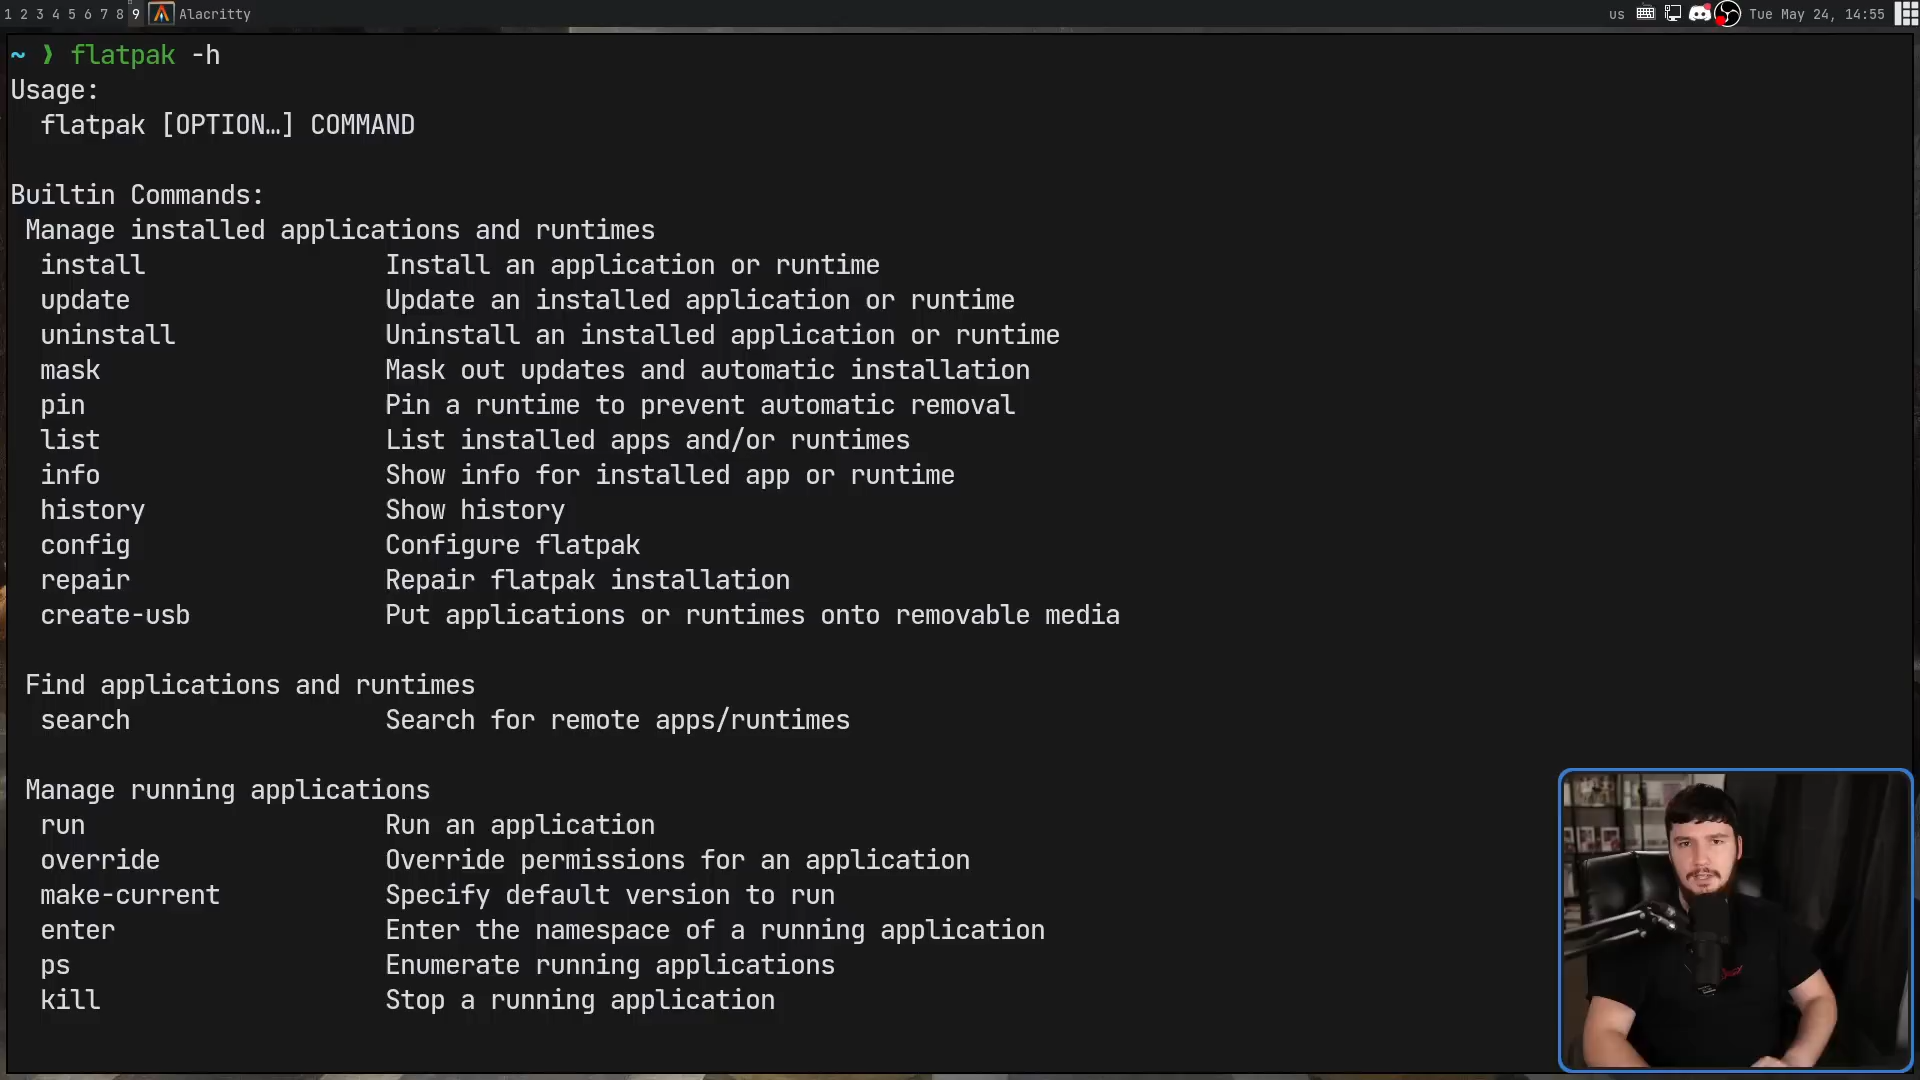 1 2 3 4 5 6 7 8 9 Alacritty us Tue May 24, 14:55
~ ❯ flatpak -h
Usage:
flatpak [OPTION…] COMMAND
Builtin Commands:
Manage installed applications and runtimes
install Install an application or runtime
update Update an installed application or runtime
uninstall Uninstall an installed application or runtime
mask Mask out updates and automatic installation
pin Pin a runtime to prevent automatic removal
list List installed apps and/or runtimes
info Show info for installed app or runtime
history Show history
config Configure flatpak
repair Repair flatpak installation
create-usb Put applications or runtimes onto removable media
Find applications and runtimes
search Search for remote apps/runtimes
Manage running applications
run Run an application
override Override permissions for an application
make-current Specify default version to run
enter Enter the namespace of a running application
ps Enumerate running applications
kill Stop a running application